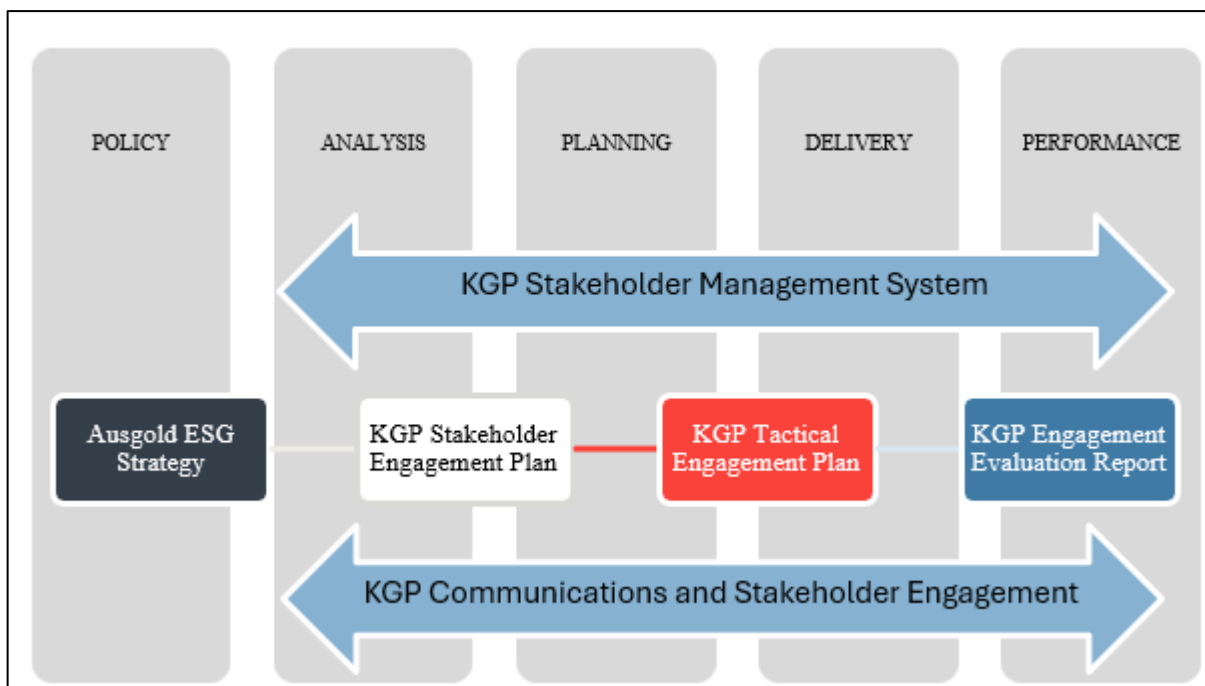 POLICY
ANALYSIS
PLANNING
DELIVERY
PERFORMANCE
KGP Stakeholder Management System
Ausgold ESG
Strategy
KGP Stakeholder
Engagement Plan
KGP Tactical
Engagement Plan
KGP Engagement
Evaluation Report
KGP Communications and Stakeholder Engagement